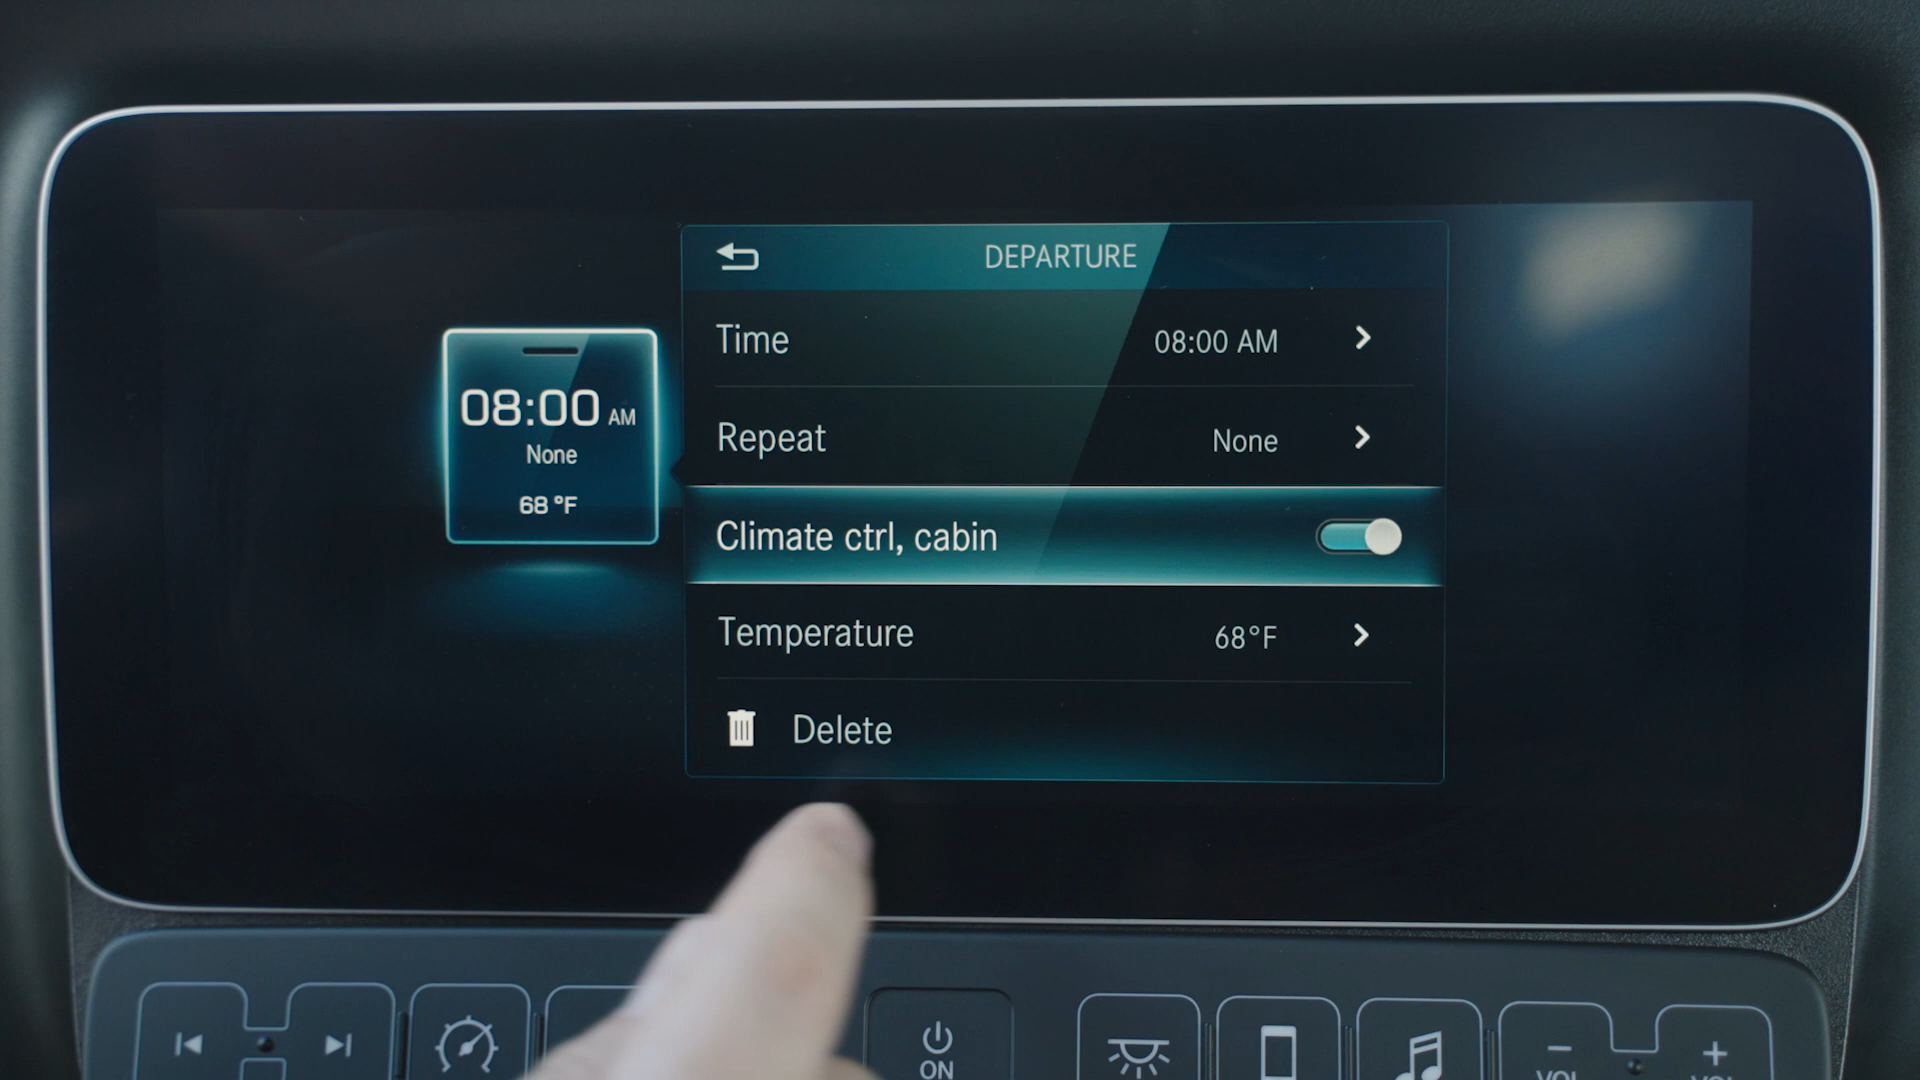 DEPARTURE
Time 08:00 AM
Repeat None
Climate ctrl, cabin
Temperature 68°F
Delete
08:00 AM
None
68 °F
ON
VOL
VOL